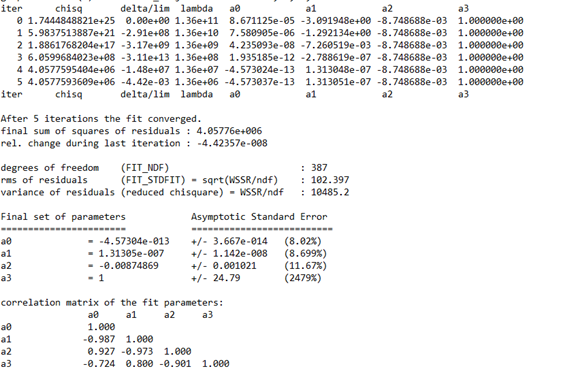 iter chisq delta/lim lambda a0 a1 a2 a3
0 1.7444848821e+25 0.00e+00 1.36e+11 8.671125e-05 -3.091948e+00 -8.748688e-03 1.000000e+00
1 5.9837513887e+21 -2.91e+08 1.36e+10 7.580905e-06 -1.292134e+00 -8.748688e-03 1.000000e+00
2 1.8861768204e+17 -3.17e+09 1.36e+09 4.235093e-08 -7.260519e-03 -8.748688e-03 1.000000e+00
3 6.0599684023e+08 -3.11e+13 1.36e+08 1.935185e-12 -2.788619e-07 -8.748688e-03 1.000000e+00
4 4.0577595404e+06 -1.48e+07 1.36e+07 -4.573024e-13 1.313048e-07 -8.748688e-03 1.000000e+00
5 4.0577593609e+06 -4.42e-03 1.36e+06 -4.573037e-13 1.313051e-07 -8.748688e-03 1.000000e+00
iter chisq delta/lim lambda a0 a1 a2 a3
After 5 iterations the fit converged.
final sum of squares of residuals : 4.05776e+006
rel. change during last iteration : -4.42357e-008
degrees of freedom (FIT_NDF) : 387
rms of residuals (FIT_STDFIT) = sqrt(WSSR/ndf) : 102.397
variance of residuals (reduced chisquare) = WSSR/ndf : 10485.2
Final set of parameters Asymptotic Standard Error
======================= ==========================
a0 = -4.57304e-013 +/- 3.667e-014 (8.02%)
a1 = 1.31305e-007 +/- 1.142e-008 (8.699%)
a2 = -0.00874869 +/- 0.001021 (11.67%)
a3 = 1 +/- 24.79 (2479%)
correlation matrix of the fit parameters:
a0 a1 a2 a3
a0 1.000
a1 -0.987 1.000
a2 0.927 -0.973 1.000
a3 -0.724 0.800 -0.901 1.000